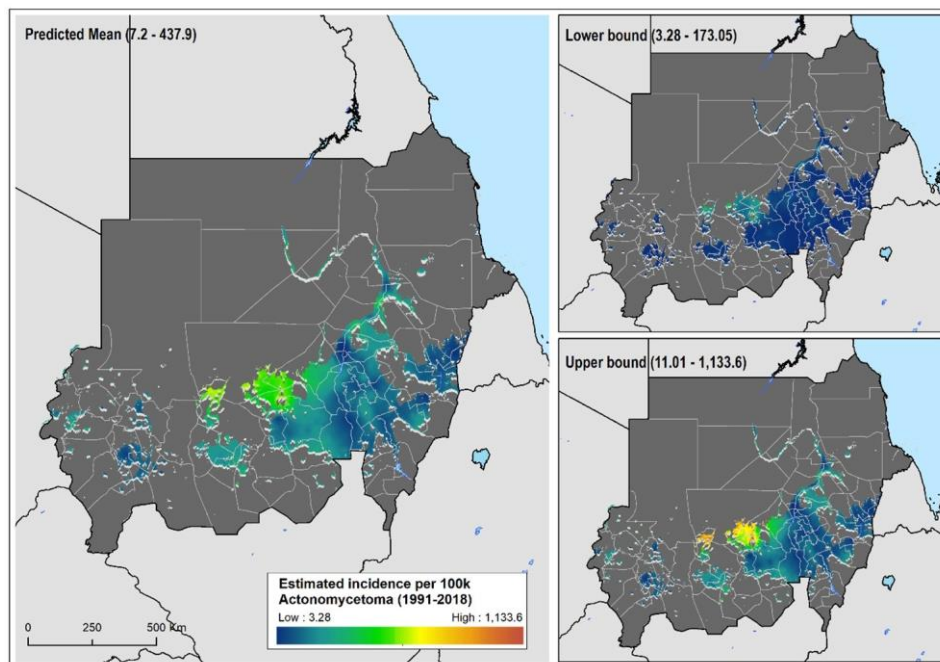 Predicted Mean (7.2 - 437.9)
Lower bound (3.28 - 173.05)
Upper bound (11.01 - 1,133.6)
Estimated incidence per 100k
Actonomycetoma (1991-2018)
Low : 3.28 High : 1,133.6
0 250 500 Km